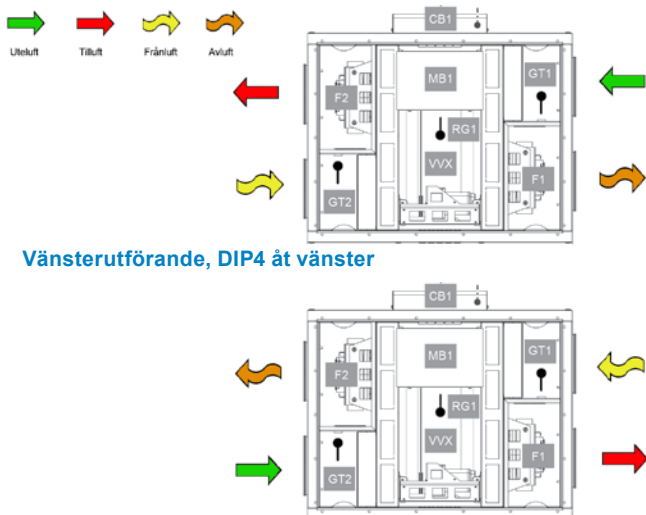 Uteluft Tilluft Frånluft Avluft
CB1
MB1
GT1
F2
RG1
VVX
F1
GT2
Vänsterutförande, DIP4 åt vänster
CB1
MB1
GT1
F2
RG1
VVX
F1
GT2